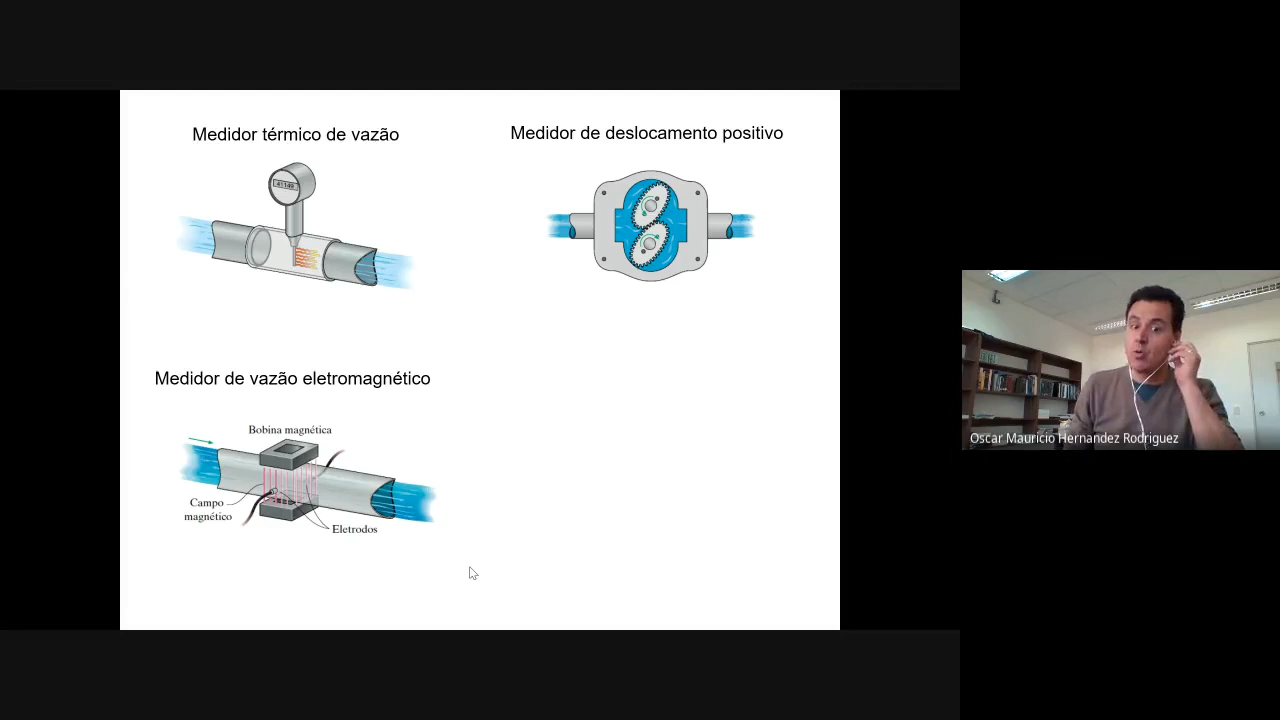 Medidor térmico de vazão
Medidor de deslocamento positivo
Medidor de vazão eletromagnético
Bobina magnética
Campo
magnético
Eletrodos
Oscar Mauricio Hernandez Rodriguez